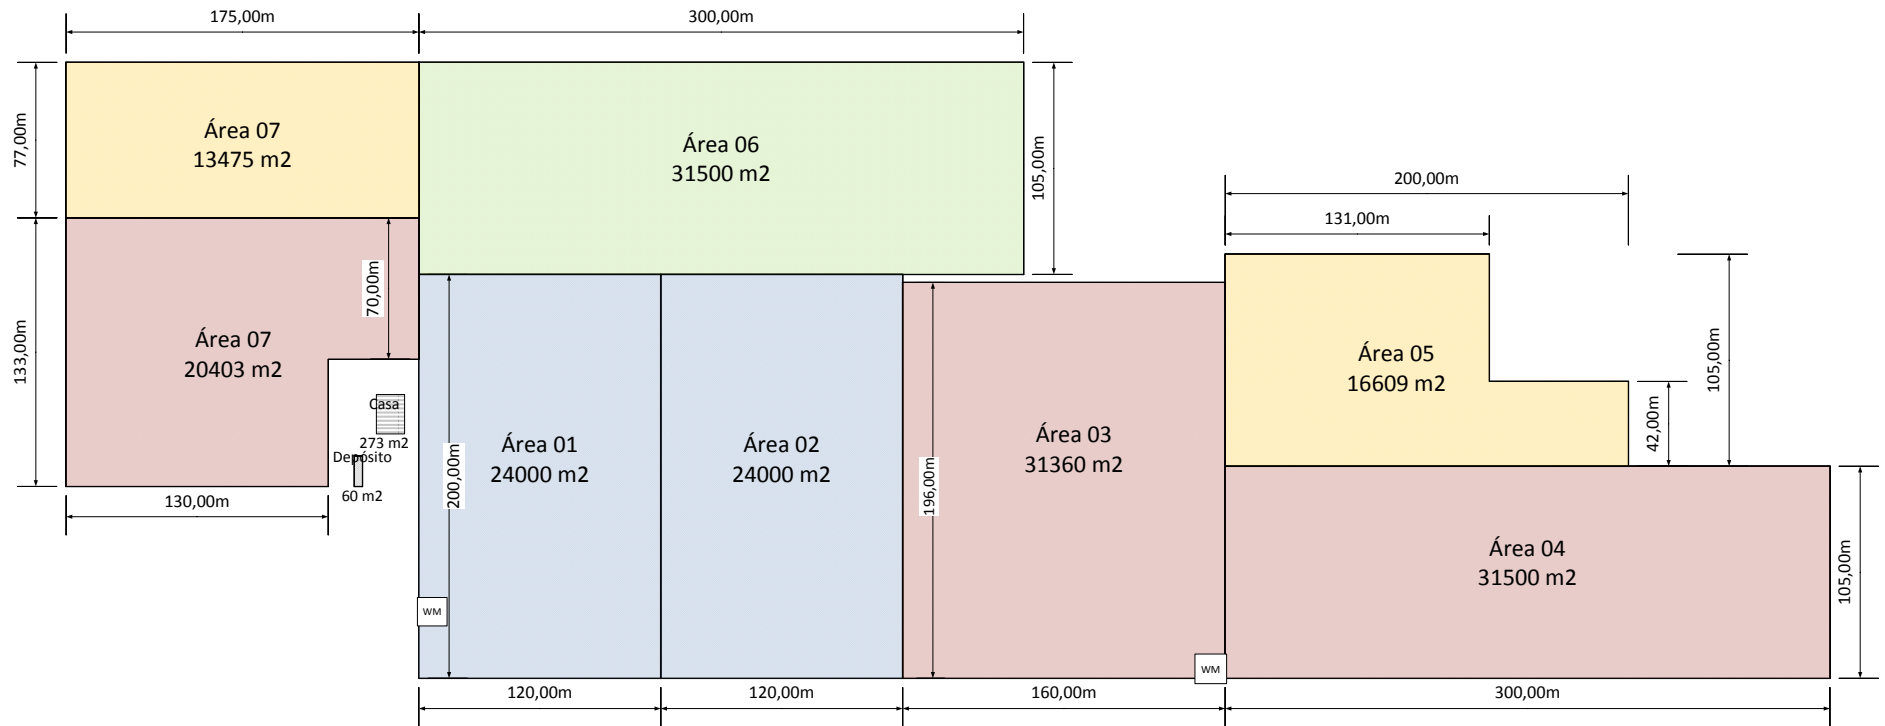 175,00m
300,00m
77,00m
Área 07
13475 m2
Área 06
31500 m2
105,00m
200,00m
131,00m
133,00m
70,00m
Área 07
20403 m2
Casa
273 m2
Depósito
60 m2
130,00m
Área 01
24000 m2
200,00m
Área 02
24000 m2
Área 03
31360 m2
196,00m
Área 05
16609 m2
105,00m
42,00m
Área 04
31500 m2
105,00m
WM
WM
120,00m
120,00m
160,00m
300,00m